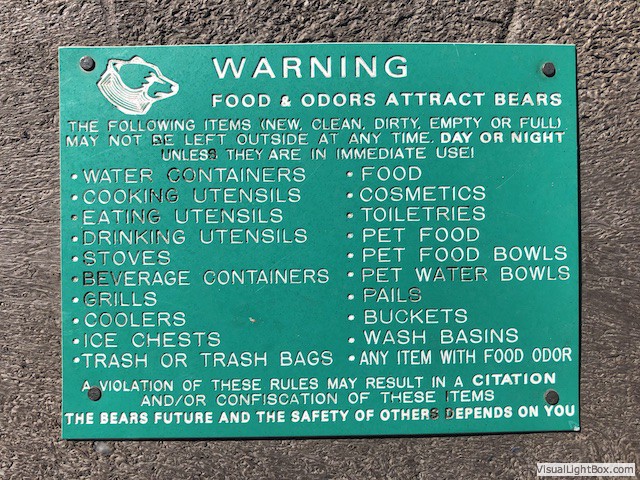 WARNING
FOOD & ODORS ATTRACT BEARS
THE FOLLOWING ITEMS (NEW, CLEAN, DIRTY, EMPTY OR FULL)
MAY NOT BE LEFT OUTSIDE AT ANY TIME, DAY OR NIGHT
UNLESS THEY ARE IN IMMEDIATE USE!
• WATER CONTAINERS
• COOKING UTENSILS
• EATING UTENSILS
• DRINKING UTENSILS
• STOVES
• BEVERAGE CONTAINERS
• GRILLS
• COOLERS
• ICE CHESTS
• TRASH OR TRASH BAGS
• FOOD
• COSMETICS
• TOILETRIES
• PET FOOD
• PET FOOD BOWLS
• PET WATER BOWLS
• PAILS
• BUCKETS
• WASH BASINS
• ANY ITEM WITH FOOD ODOR
A VIOLATION OF THESE RULES MAY RESULT IN A CITATION
AND/OR CONFISCATION OF THESE ITEMS
THE BEARS FUTURE AND THE SAFETY OF OTHERS DEPENDS ON YOU
VisualLightBox.com